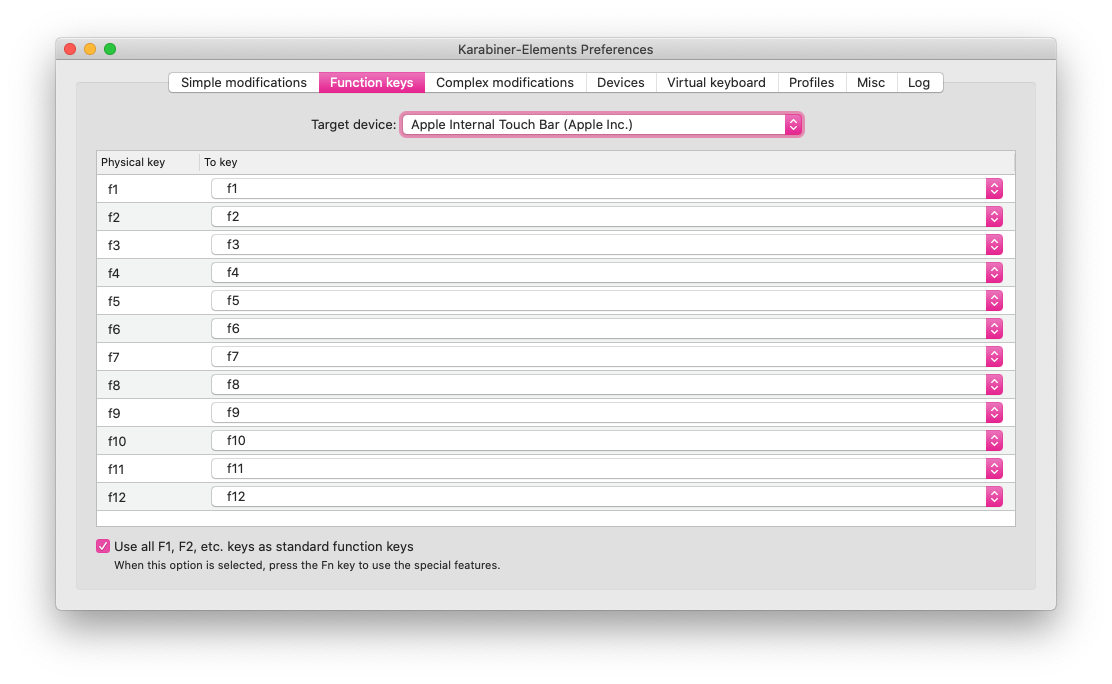 Karabiner-Elements Preferences
Simple modifications Function keys Complex modifications Devices Virtual keyboard Profiles Misc Log
Target device: Apple Internal Touch Bar (Apple Inc.)
Physical key To key
f1 f1
f2 f2
f3 f3
f4 f4
f5 f5
f6 f6
f7 f7
f8 f8
f9 f9
f10 f10
f11 f11
f12 f12
Use all F1, F2, etc. keys as standard function keys
When this option is selected, press the Fn key to use the special features.